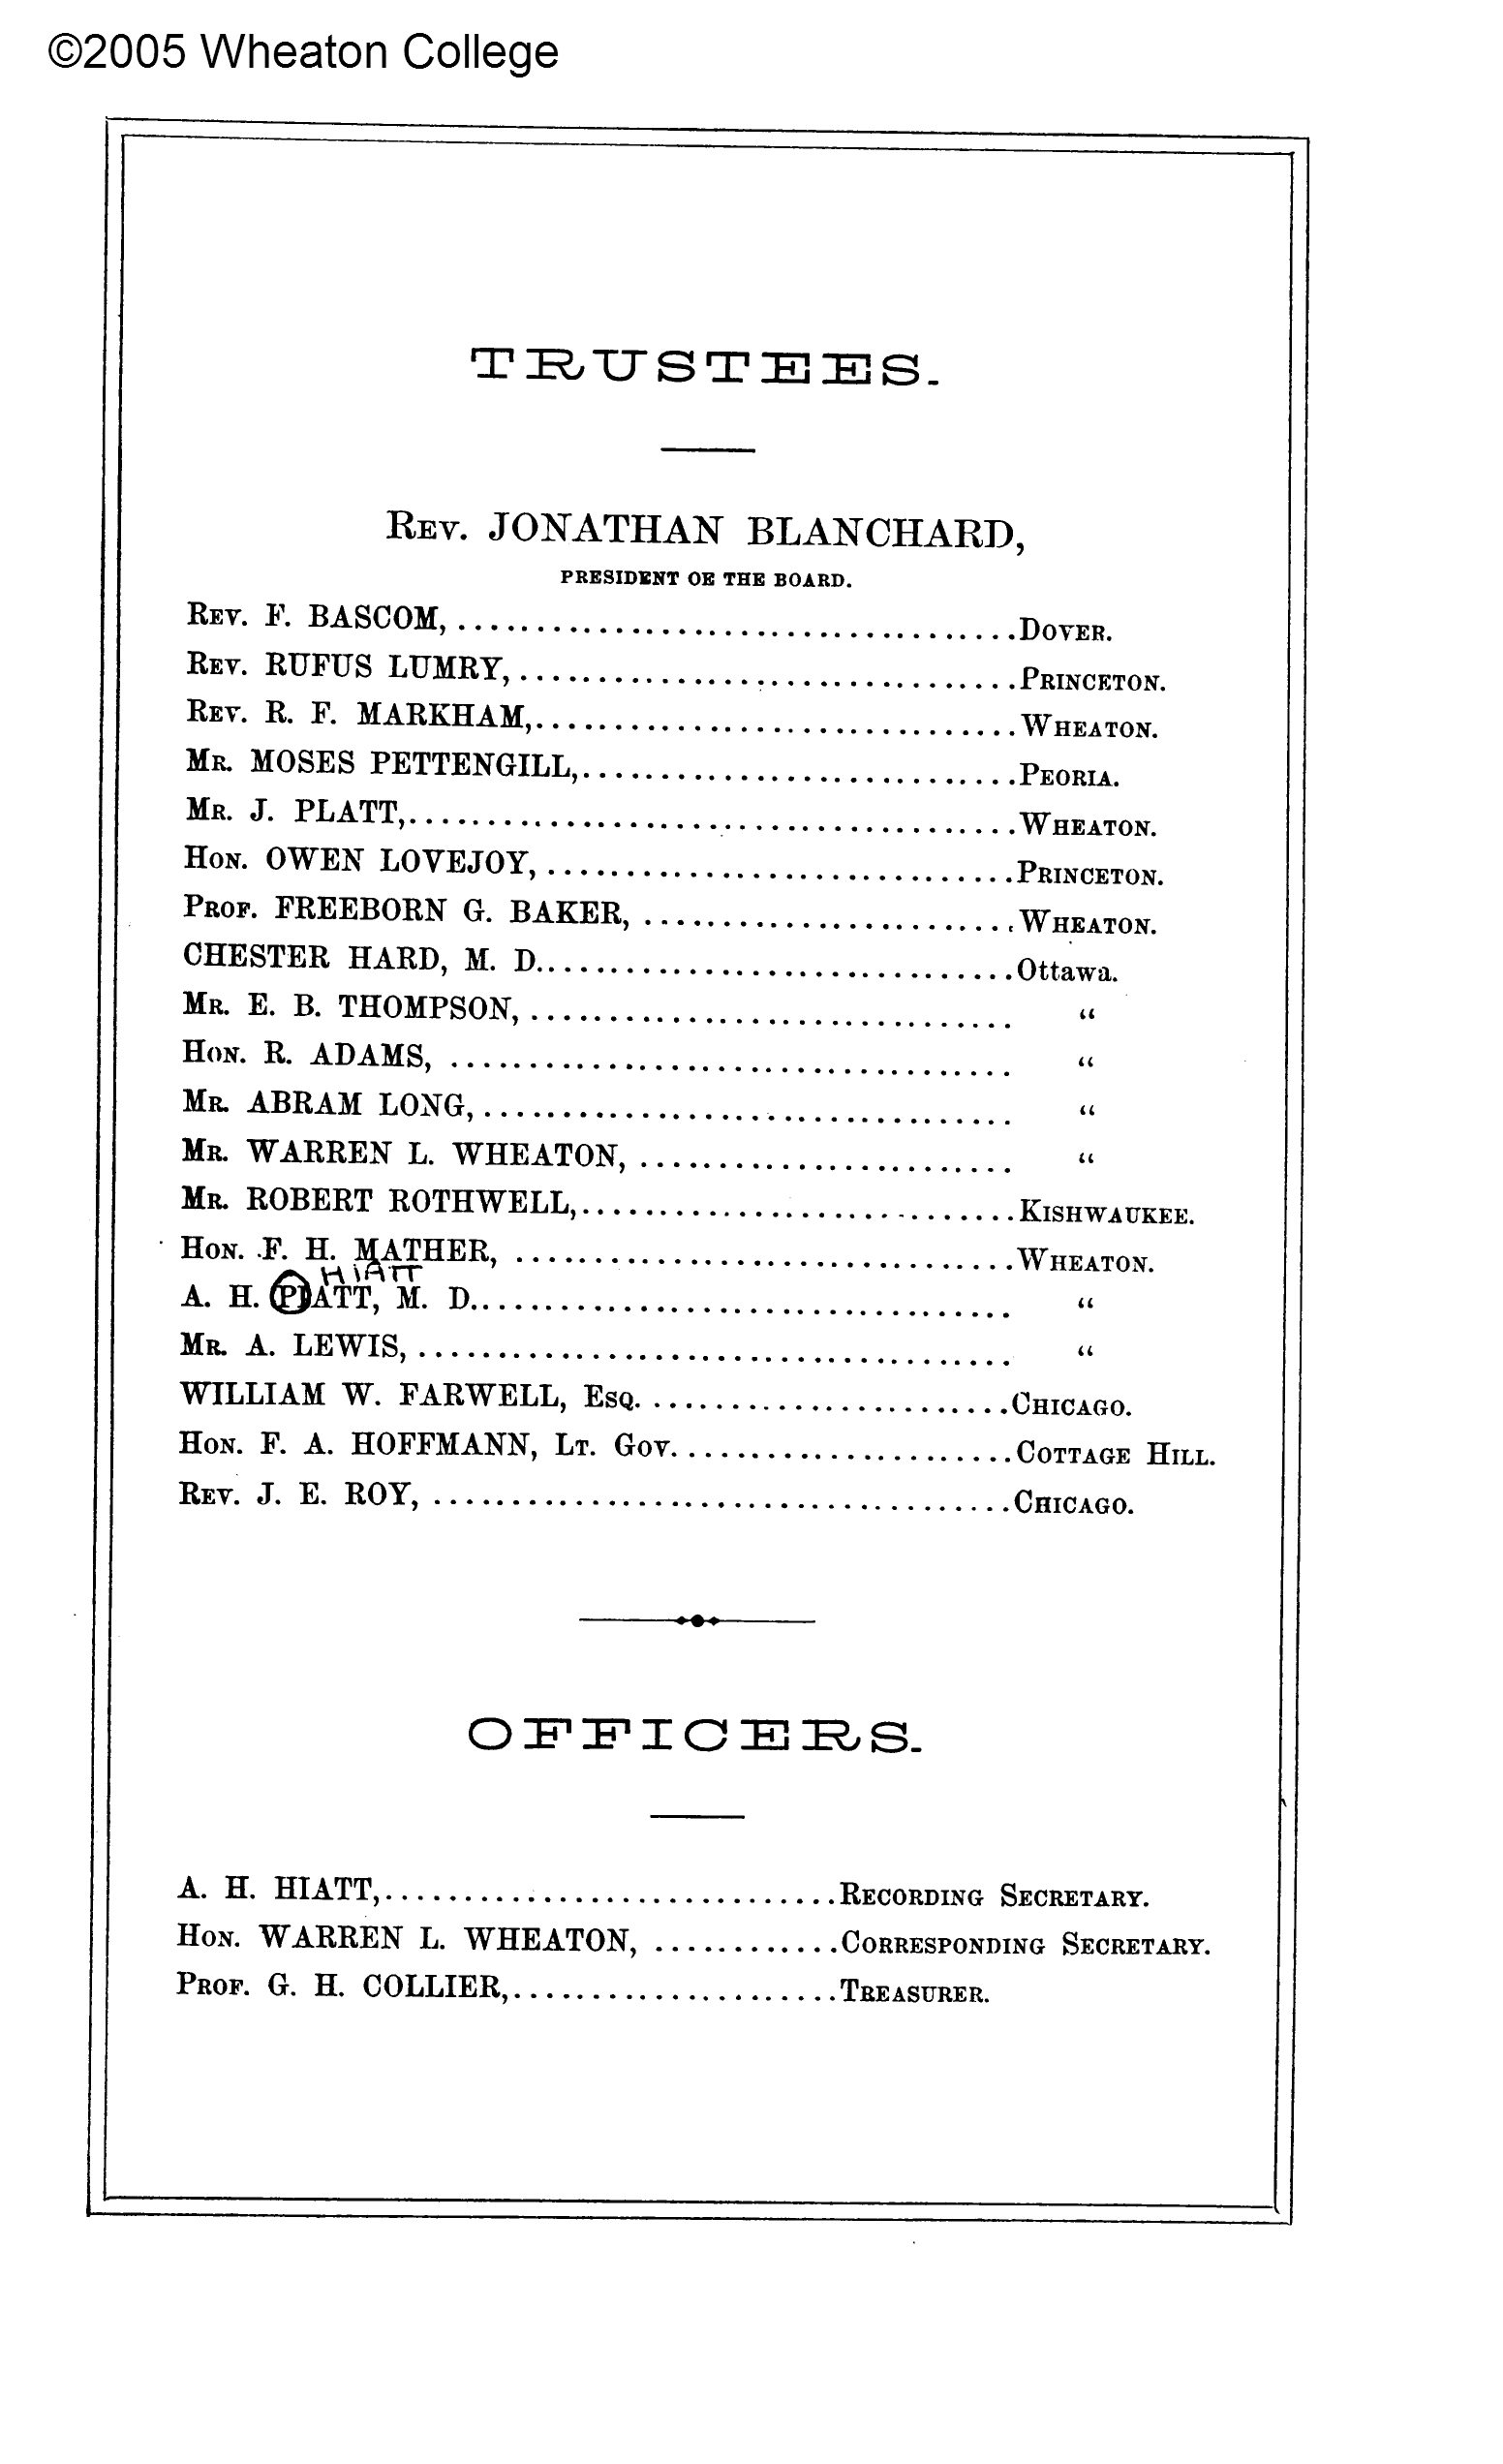 ©2005 Wheaton College
TRUSTEES.
REV. JONATHAN BLANCHARD,
PRESIDENT OE THE BOARD.
REV. F. BASCOM, ....................................DOVER.
REV. RUFUS LUMRY,................................PRINCETON.
REV. R. F. MARKHAM,...............................WHEATON.
MR. MOSES PETTENGILL,............................PEORIA.
MR. J. PLATT,.......................................WHEATON.
HON. OWEN LOVEJOY, ..............................PRINCETON.
PROF. FREEBORN G. BAKER, ........................WHEATON.
CHESTER HARD, M. D...............................Ottawa.
MR. E. B. THOMPSON, ............................... “
HON. R. ADAMS, .................................... “
MR. ABRAM LONG,.................................. “
MR. WARREN L. WHEATON, ........................ “
MR. ROBERT ROTHWELL,............................KISHWAUKEE.
HON. F. H. MATHER, ................................WHEATON.
HIATT
A. H. PIATT, M. D................................... “
MR. A. LEWIS, ...................................... “
WILLIAM W. FARWELL, ESQ. .......................CHICAGO.
HON. F. A. HOFFMANN, LT. GOV......................COTTAGE HILL.
REV. J. E. ROY, .....................................CHICAGO.
OFFICERS.
A. H. HIATT,.............................RECORDING SECRETARY.
HON. WARREN L. WHEATON, ............CORRESPONDING SECRETARY.
PROF. G. H. COLLIER,.....................TREASURER.